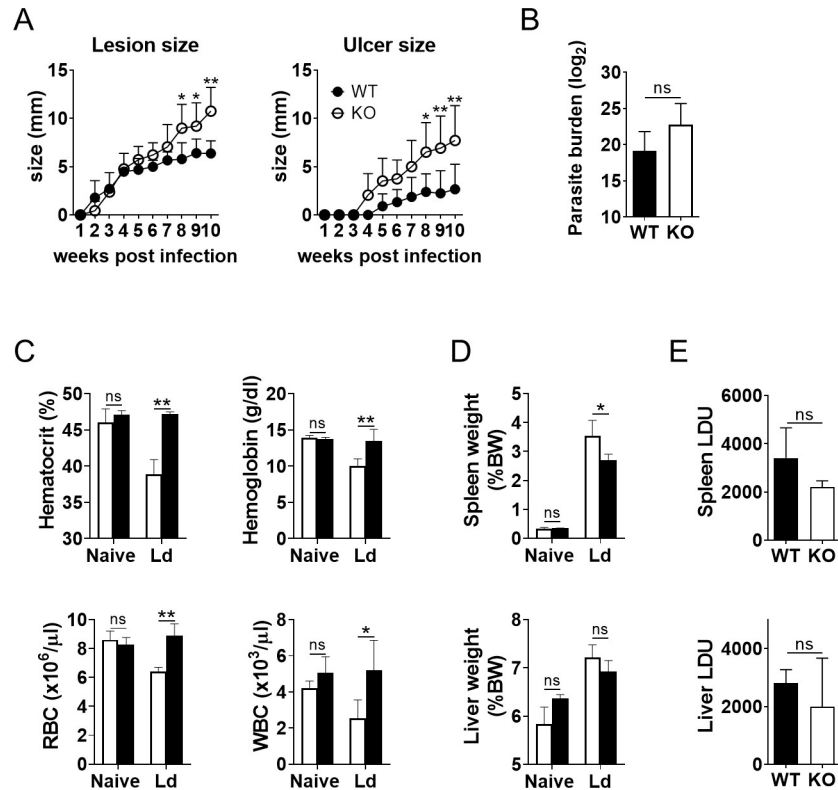 A
Lesion size
size (mm)
15
10
5
0
* * **
1 2 3 4 5 6 7 8 9 10
weeks post infection
Ulcer size
size (mm)
15
10
5
0
WT
KO
* ** **
1 2 3 4 5 6 7 8 9 10
weeks post infection
B
Parasite burden (log2)
30
25
20
15
10
ns
WT KO
C
Hematocrit (%)
50
45
40
35
30
ns **
Naive Ld
Hemoglobin (g/dl)
20
15
10
5
0
ns **
Naive Ld
RBC (x10⁶/µl)
10
8
6
4
2
0
ns **
Naive Ld
WBC (x10³/µl)
8
6
4
2
0
ns *
Naive Ld
D
Spleen weight
(%BW)
5
4
3
2
1
0
ns *
Naive Ld
Liver weight
(%BW)
8
7
6
5
ns ns
Naive Ld
E
Spleen LDU
6000
4000
2000
0
ns
WT KO
Liver LDU
4000
2000
0
ns
WT KO